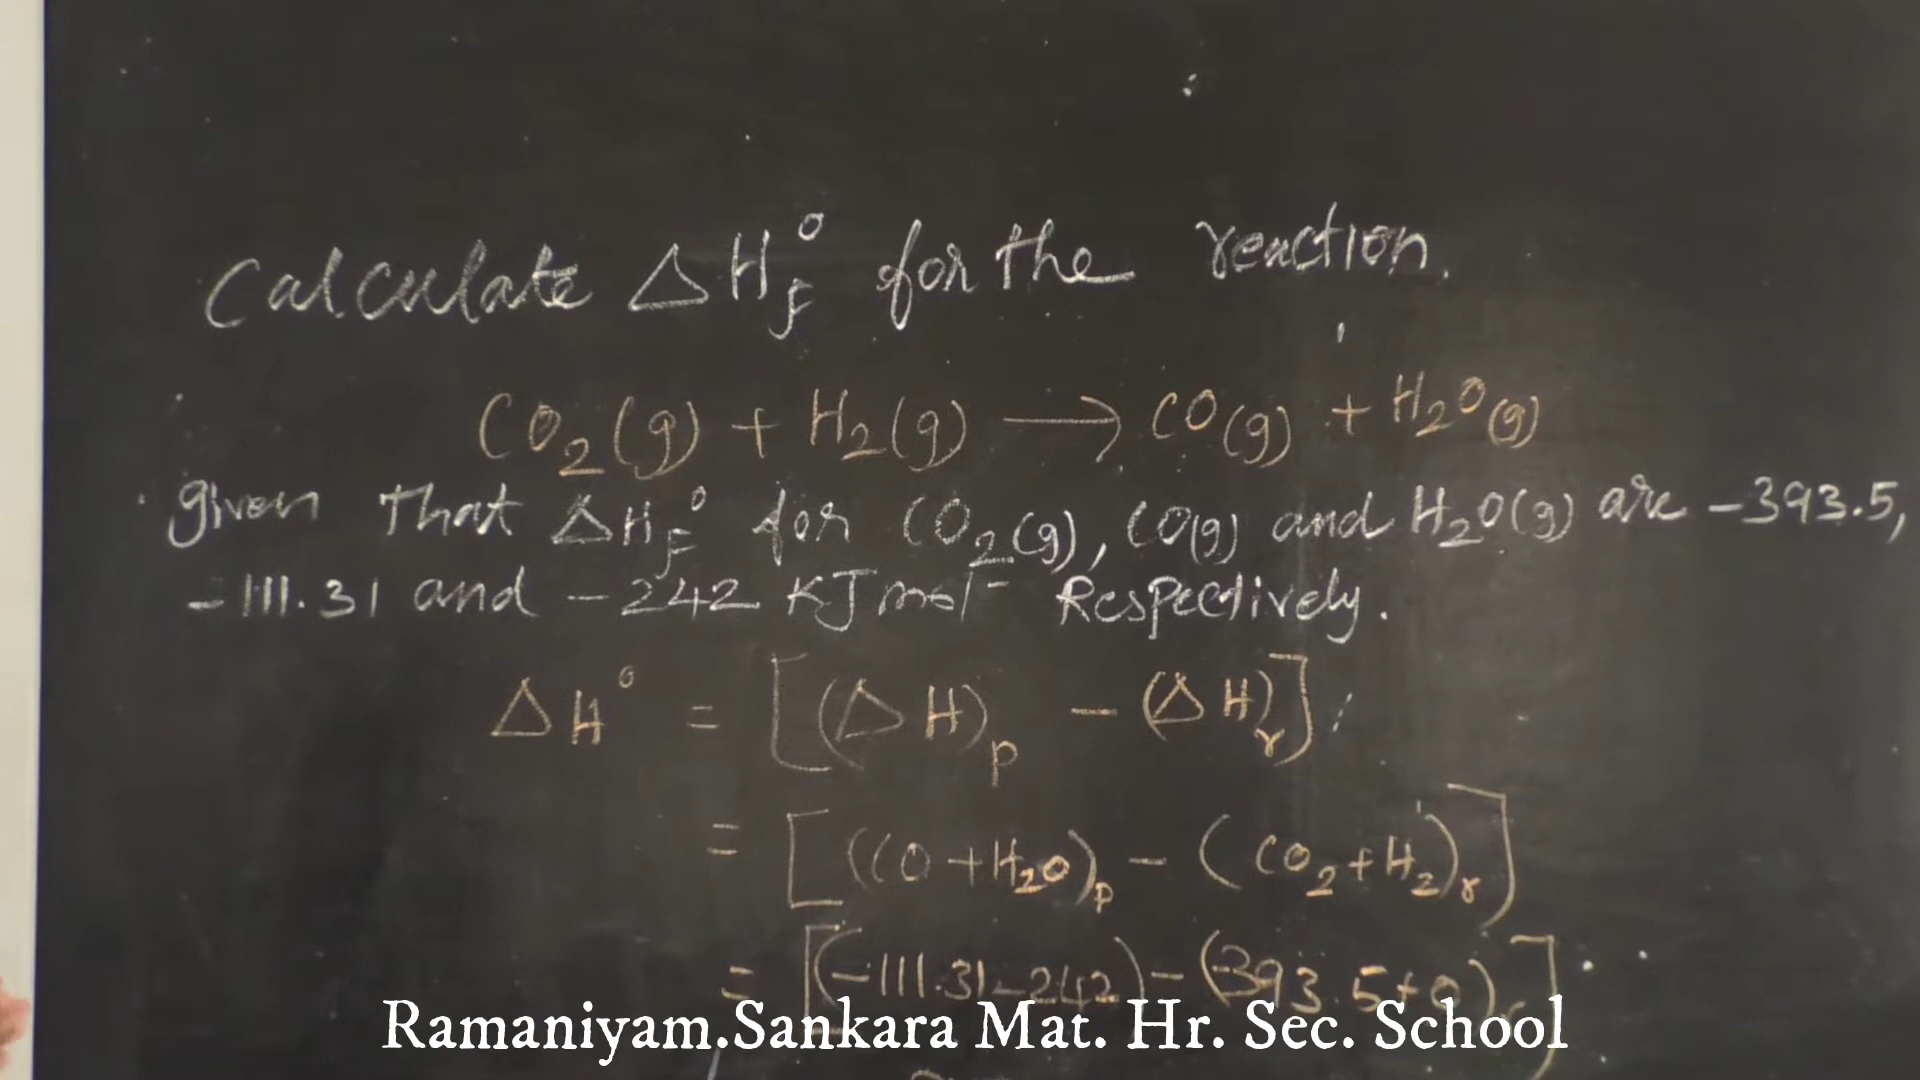 Calculate ΔH°F for the reaction.
CO2(g) + H2(g) → CO(g) + H2O(g)
given that ΔH°F for CO2(g), CO(g) and H2O(g) are -393.5,
-111.31 and -242 KJ mol- Respectively.
ΔH° = [(ΔH)p - (ΔH)r]
= [(CO+H2O)p - (CO2+H2)r]
= [(-111.31-242) - (-393.5+0)r]
Ramaniyam.Sankara Mat. Hr. Sec. School